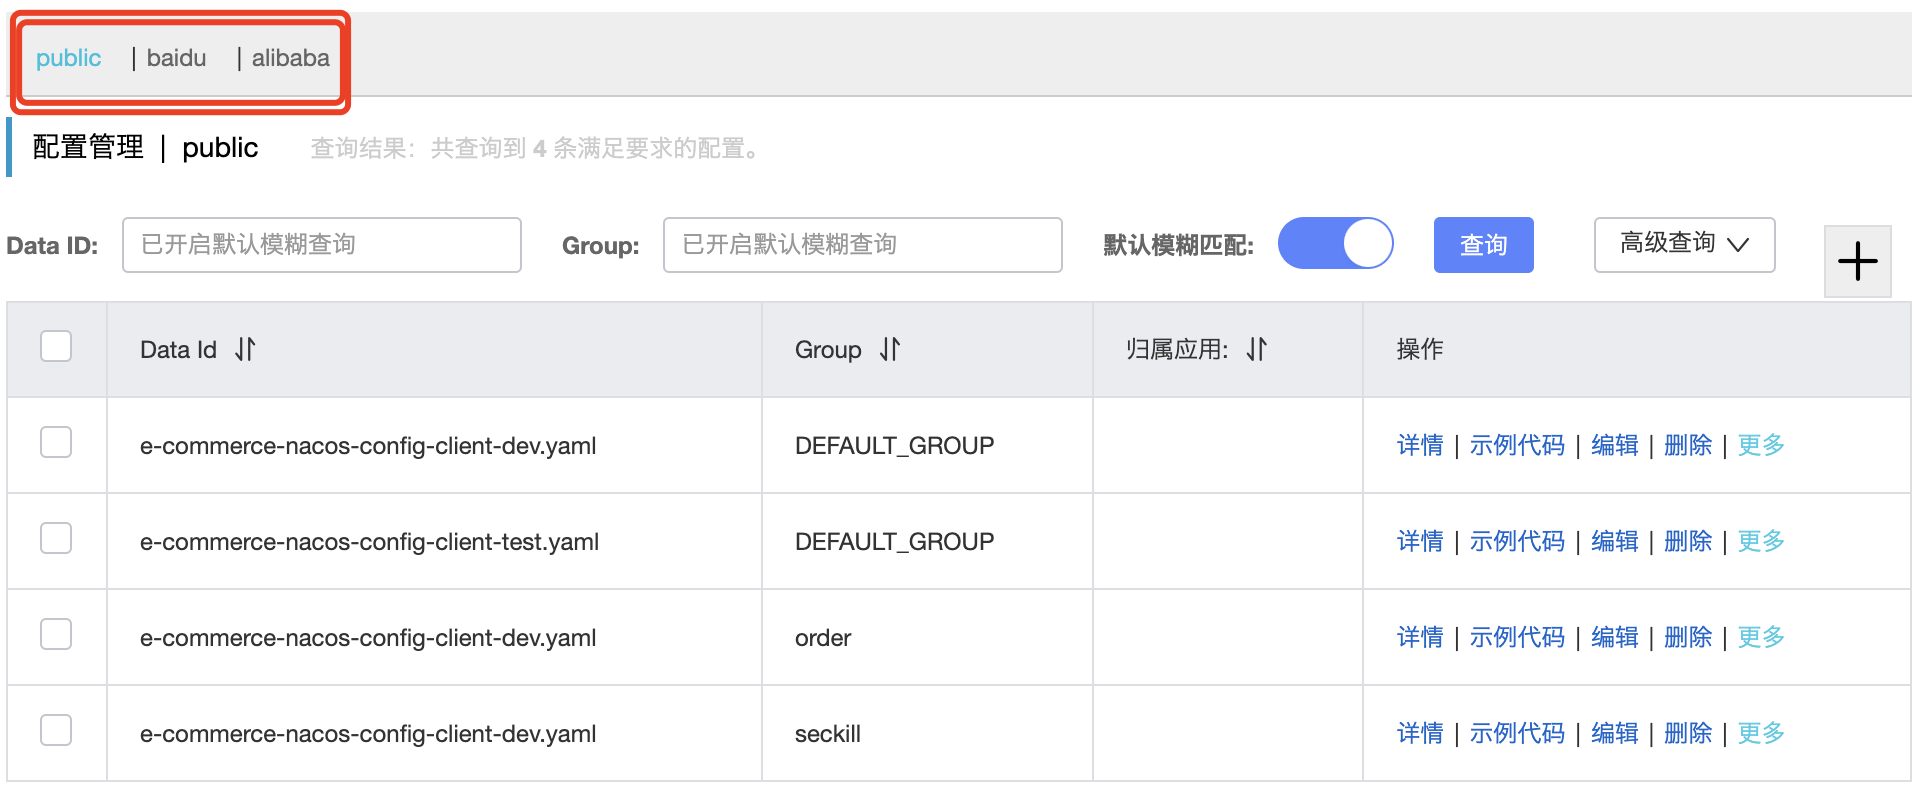 public | baidu | alibaba
配置管理 | public 查询结果：共查询到 4 条满足要求的配置。
Data ID: 已开启默认模糊查询 Group: 已开启默认模糊查询 默认模糊匹配: 查询 高级查询
Data Id Group 归属应用: 操作
e-commerce-nacos-config-client-dev.yaml DEFAULT_GROUP 详情 | 示例代码 | 编辑 | 删除 | 更多
e-commerce-nacos-config-client-test.yaml DEFAULT_GROUP 详情 | 示例代码 | 编辑 | 删除 | 更多
e-commerce-nacos-config-client-dev.yaml order 详情 | 示例代码 | 编辑 | 删除 | 更多
e-commerce-nacos-config-client-dev.yaml seckill 详情 | 示例代码 | 编辑 | 删除 | 更多